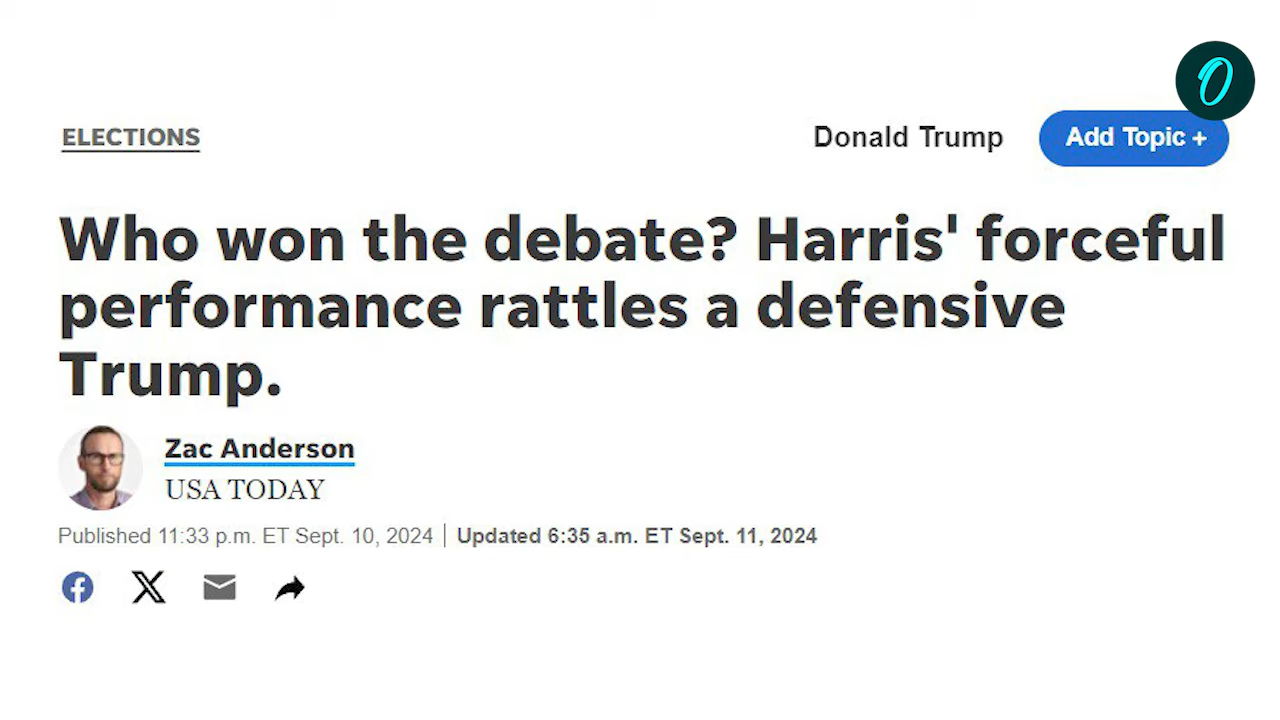 ELECTIONS
Donald Trump
Add Topic +
Who won the debate? Harris' forceful
performance rattles a defensive
Trump.
Zac Anderson
USA TODAY
Published 11:33 p.m. ET Sept. 10, 2024 | Updated 6:35 a.m. ET Sept. 11, 2024